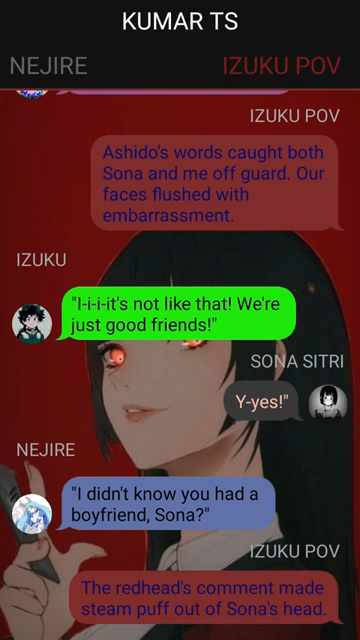 KUMAR TS
NEJIRE
IZUKU POV
IZUKU POV
Ashido's words caught both
Sona and me off guard. Our
faces flushed with
embarrassment.
IZUKU
"I-i-i-it's not like that! We're
just good friends!"
SONA SITRI
Y-yes!"
NEJIRE
"I didn't know you had a
boyfriend, Sona?"
IZUKU POV
The redhead's comment made
steam puff out of Sona's head.